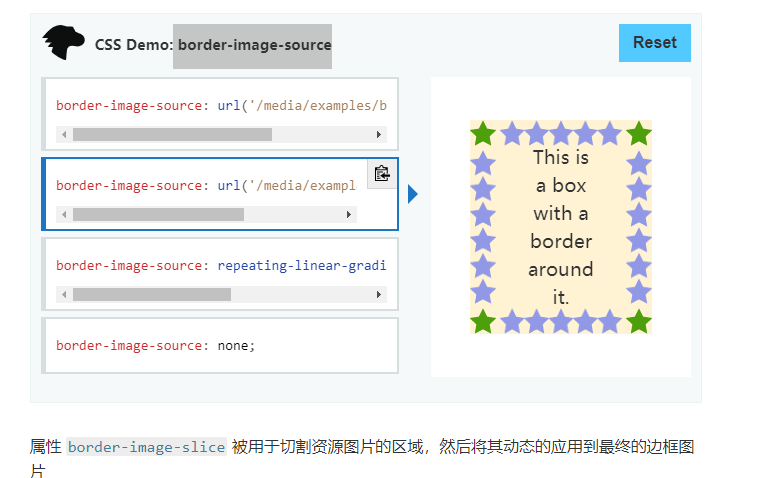 CSS Demo: border-image-source
Reset
border-image-source: url('/media/examples/b
border-image-source: url('/media/exampl
border-image-source: repeating-linear-gradi
border-image-source: none;
This is
a box
with a
border
around
it.
属性 border-image-slice 被用于切割资源图片的区域，然后将其动态的应用到最终的边框图
片